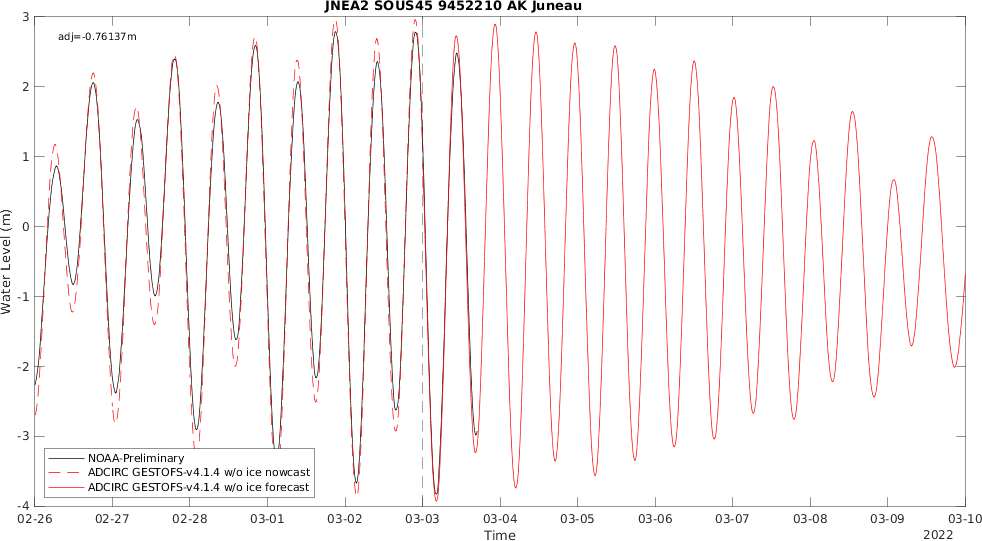 JNEA2 SOUS45 9452210 AK Juneau
adj=-0.76137m
3
2
1
0
-1
-2
-3
-4
Water Level (m)
NOAA-Preliminary
ADCIRC GESTOFS-v4.1.4 w/o ice nowcast
ADCIRC GESTOFS-v4.1.4 w/o ice forecast
02-26 02-27 02-28 03-01 03-02 03-03 03-04 03-05 03-06 03-07 03-08 03-09 03-10
Time
2022